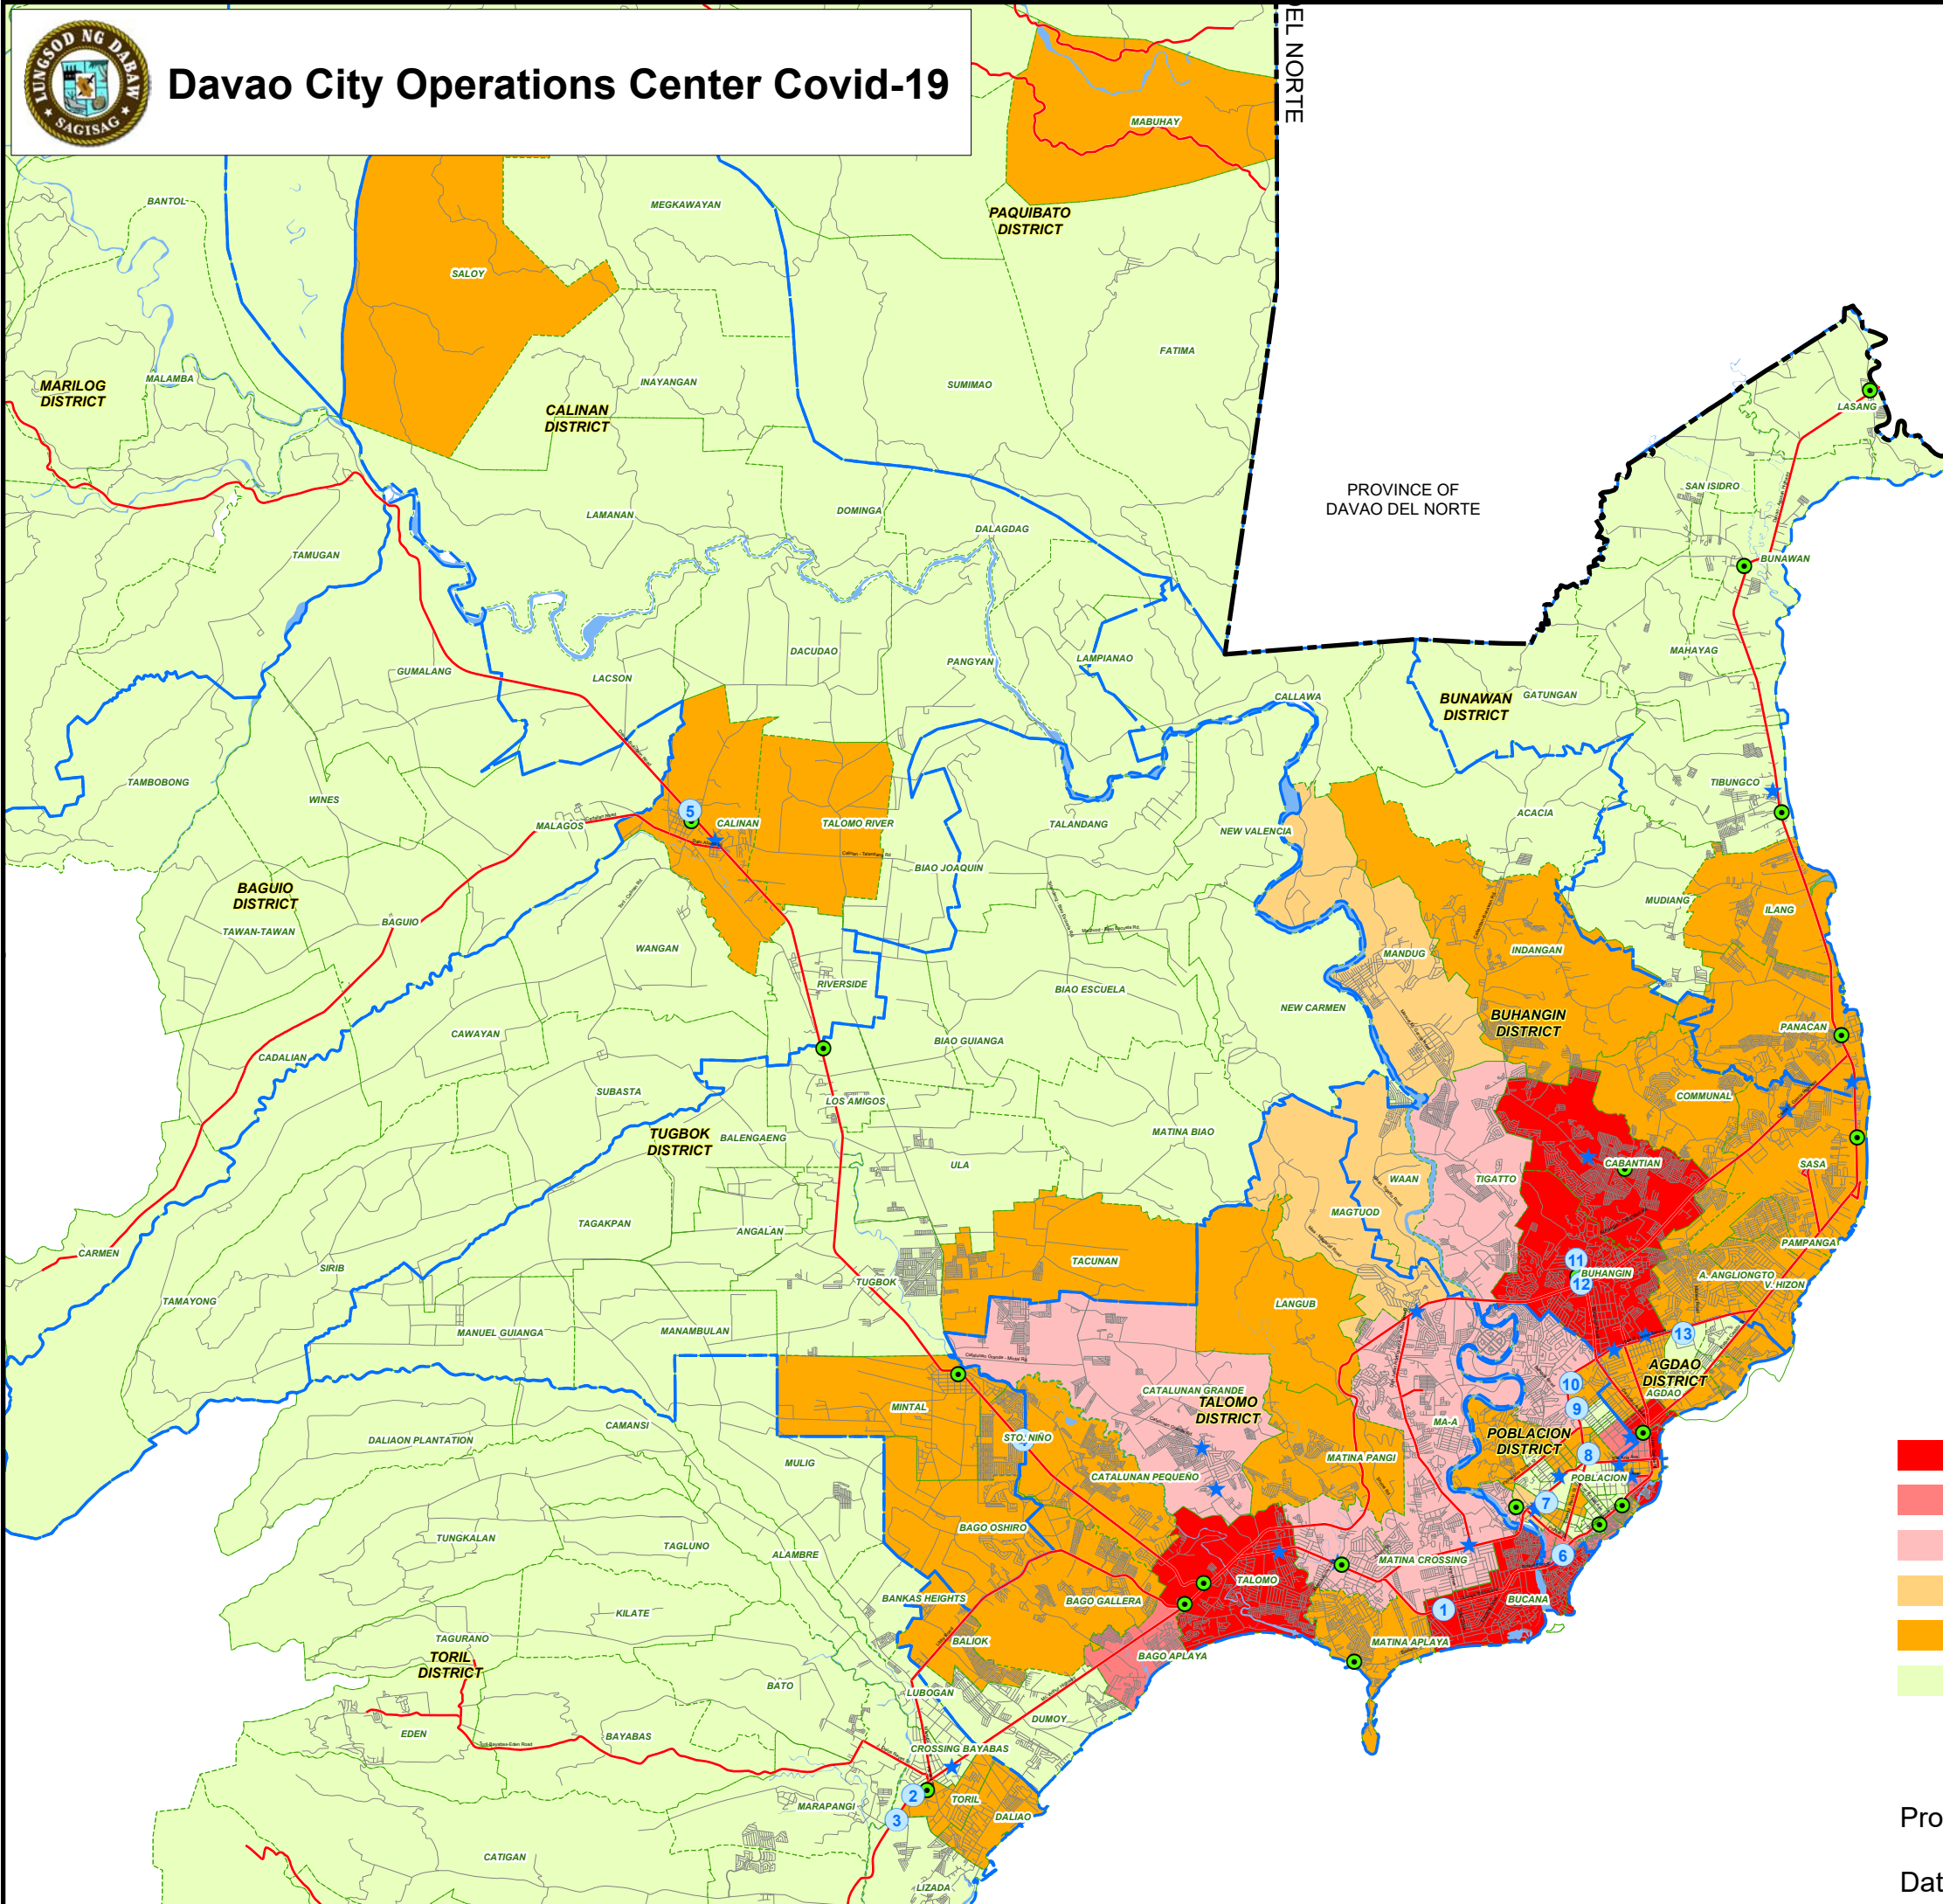 LUNGSOD NG DABAW
SAGISAG
Davao City Operations Center Covid-19
DEL NORTE
MABUHAY
BANTOL
MEGKAWAYAN
PAQUIBATO
DISTRICT
SALOY
FATIMA
MARILOG
DISTRICT
MALAMBA
INAYANGAN
SUMIMAO
CALINAN
DISTRICT
LASANG
PROVINCE OF
DAVAO DEL NORTE
SAN ISIDRO
LAMANAN
DOMINGA
DALAGDAG
TAMUGAN
BUNAWAN
DACUDAO
PANGYAN
LAMPIANAO
MAHAYAG
GUMALANG
LACSON
CALLAWA
BUNAWAN
DISTRICT
GATUNGAN
TAMBOBONG
WINES
TIBUNGCO
MALAGOS
5
CALINAN
TALOMO RIVER
TALANDANG
NEW VALENCIA
ACACIA
BIAO JOAQUIN
BAGUIO
DISTRICT
MUDIANG
ILANG
BAGUIO
TAWAN-TAWAN
WANGAN
MANDUG
INDANGAN
RIVERSIDE
BIAO ESCUELA
NEW CARMEN
BUHANGIN
DISTRICT
PANACAN
CAWAYAN
BIAO GUIANGA
CADALIAN
SUBASTA
LOS AMIGOS
COMMUNAL
TUGBOK
DISTRICT
BALENGAENG
MATINA BIAO
ULA
CABANTIAN
SASA
WAAN
TIGATTO
TAGAKPAN
ANGALAN
MAGTUOD
CARMEN
TACUNAN
PAMPANGA
SIRIB
11
TUGBOK
BUHANGIN
12
A. ANGLIONGTO
V. HIZON
TAMAYONG
LANGUB
MANUEL GUIANGA
MANAMBULAN
13
AGDAO
DISTRICT
10
CATALUNAN GRANDE
AGDAO
TALOMO
DISTRICT
MINTAL
9
CAMANSI
MA-A
DALIAON PLANTATION
STO. NIÑO
POBLACION
DISTRICT
MULIG
8
MATINA PANGI
CATALUNAN PEQUEÑO
POBLACION
7
BAGO OSHIRO
TUNGKALAN
TAGLUNO
ALAMBRE
6
MATINA CROSSING
TALOMO
BANKAS HEIGHTS
BAGO GALLERA
BUCANA
1
KILATE
TAGURANO
BALIOK
MATINA APLAYA
BAGO APLAYA
TORIL
DISTRICT
BATO
LUBOGAN
DUMOY
EDEN
BAYABAS
CROSSING BAYABAS
2
TORIL
MARAPANGI
3
DALIAO
Pro
CATIGAN
LIZADA
Dat